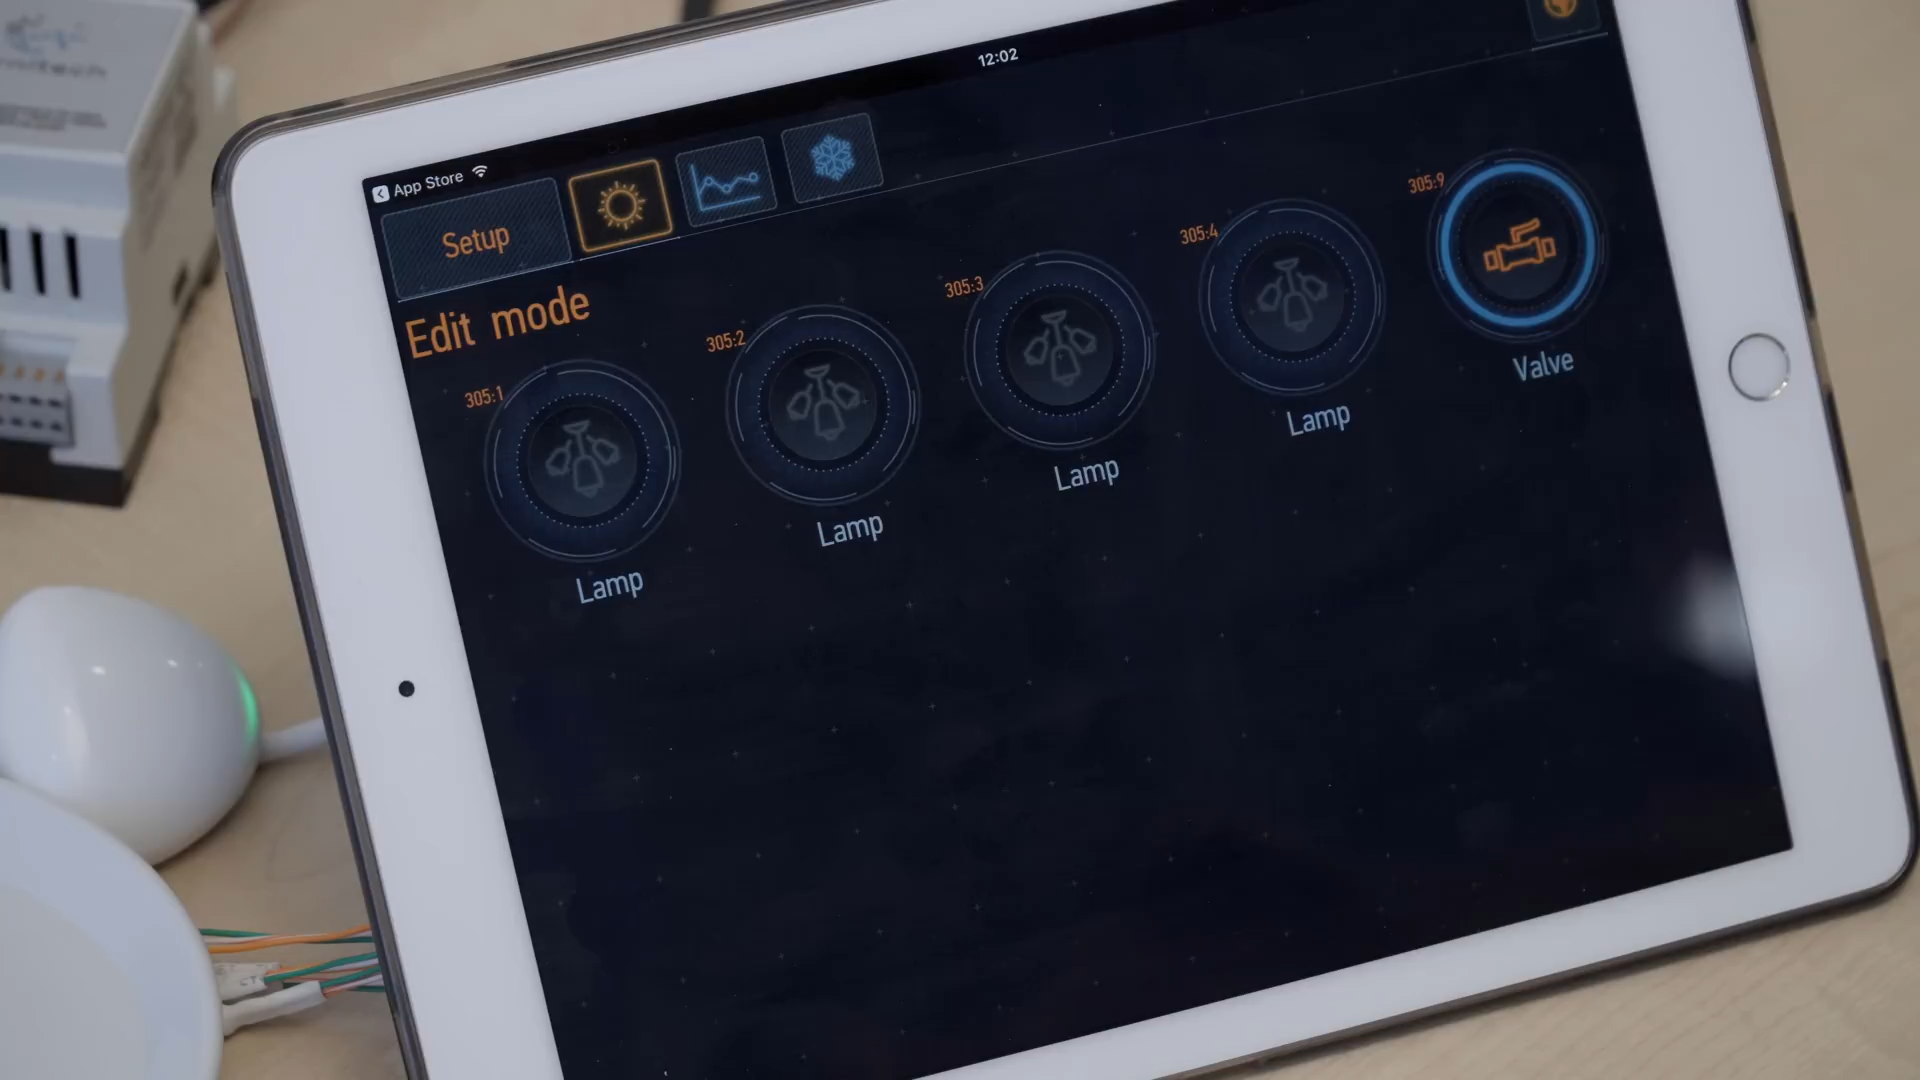 12:02
App Store
Setup
Edit mode
305:1
305:2
305:3
305:4
305:9
Lamp
Lamp
Lamp
Lamp
Valve